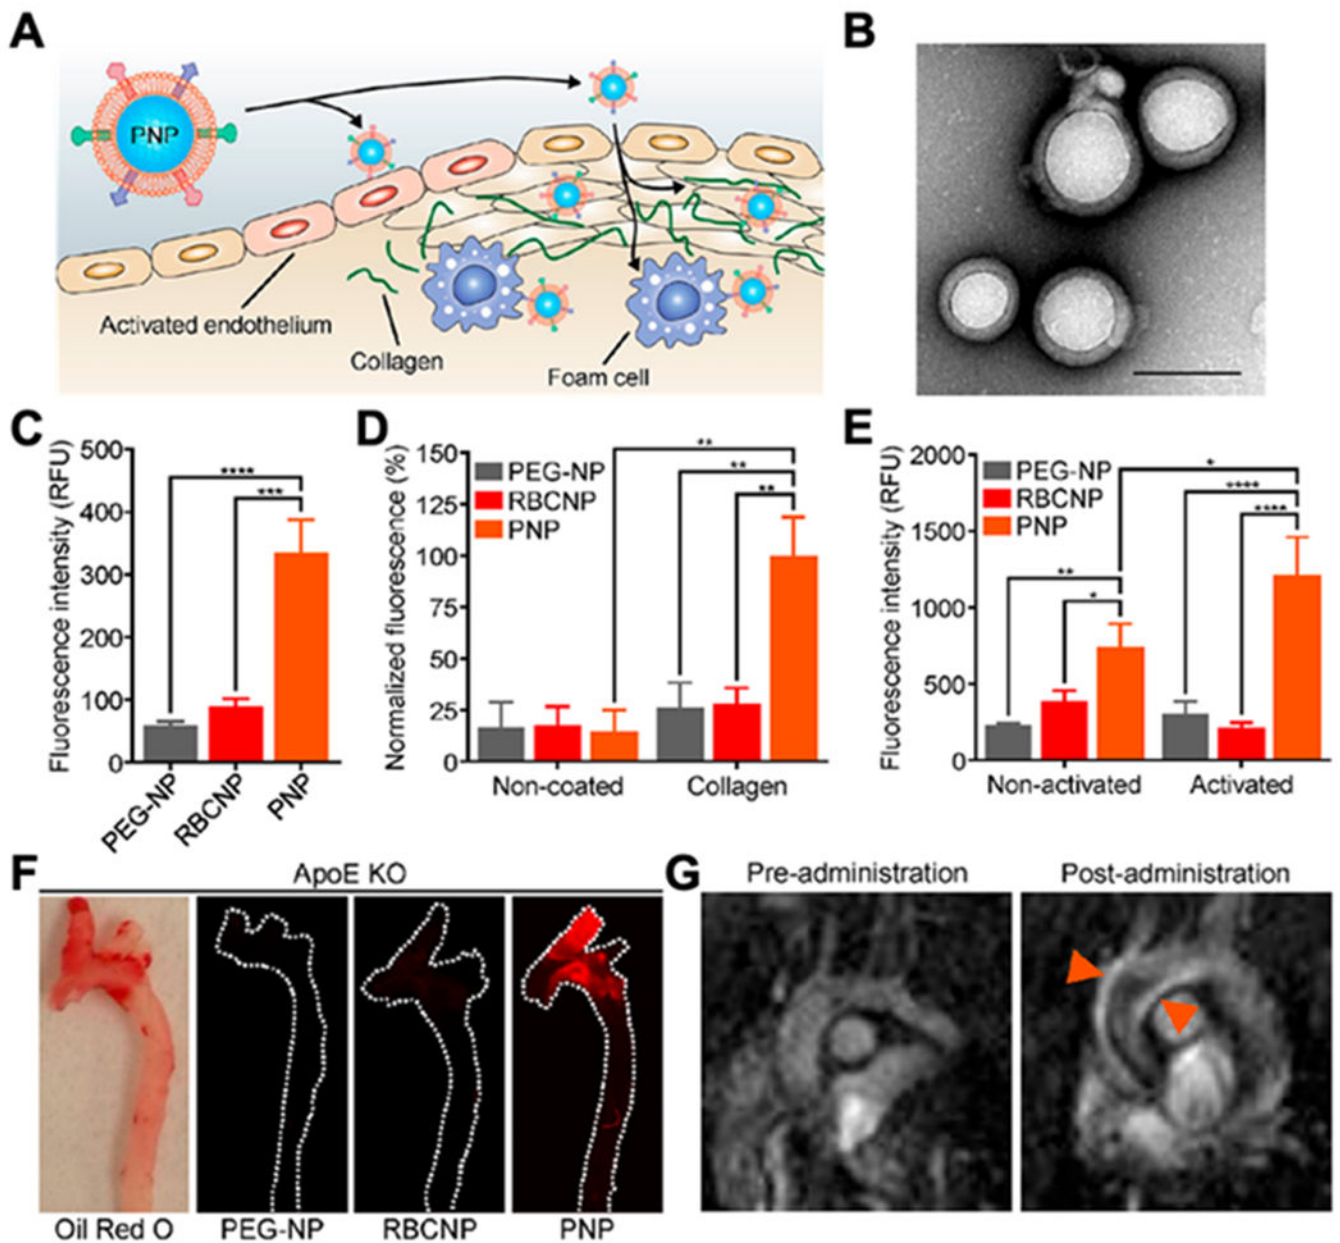 A
PNP
Activated endothelium
Collagen
Foam cell
B
C
Fluorescence intensity (RFU)
500
400
300
200
100
0
****
***
PEG-NP
RBCNP
PNP
D
Normalized fluorescence (%)
150
125
100
75
50
25
0
PEG-NP
RBCNP
PNP
**
**
**
Non-coated
Collagen
E
Fluorescence intensity (RFU)
2000
1500
1000
500
0
PEG-NP
RBCNP
PNP
*
****
****
**
*
Non-activated
Activated
F
ApoE KO
Oil Red O
PEG-NP
RBCNP
PNP
G
Pre-administration
Post-administration